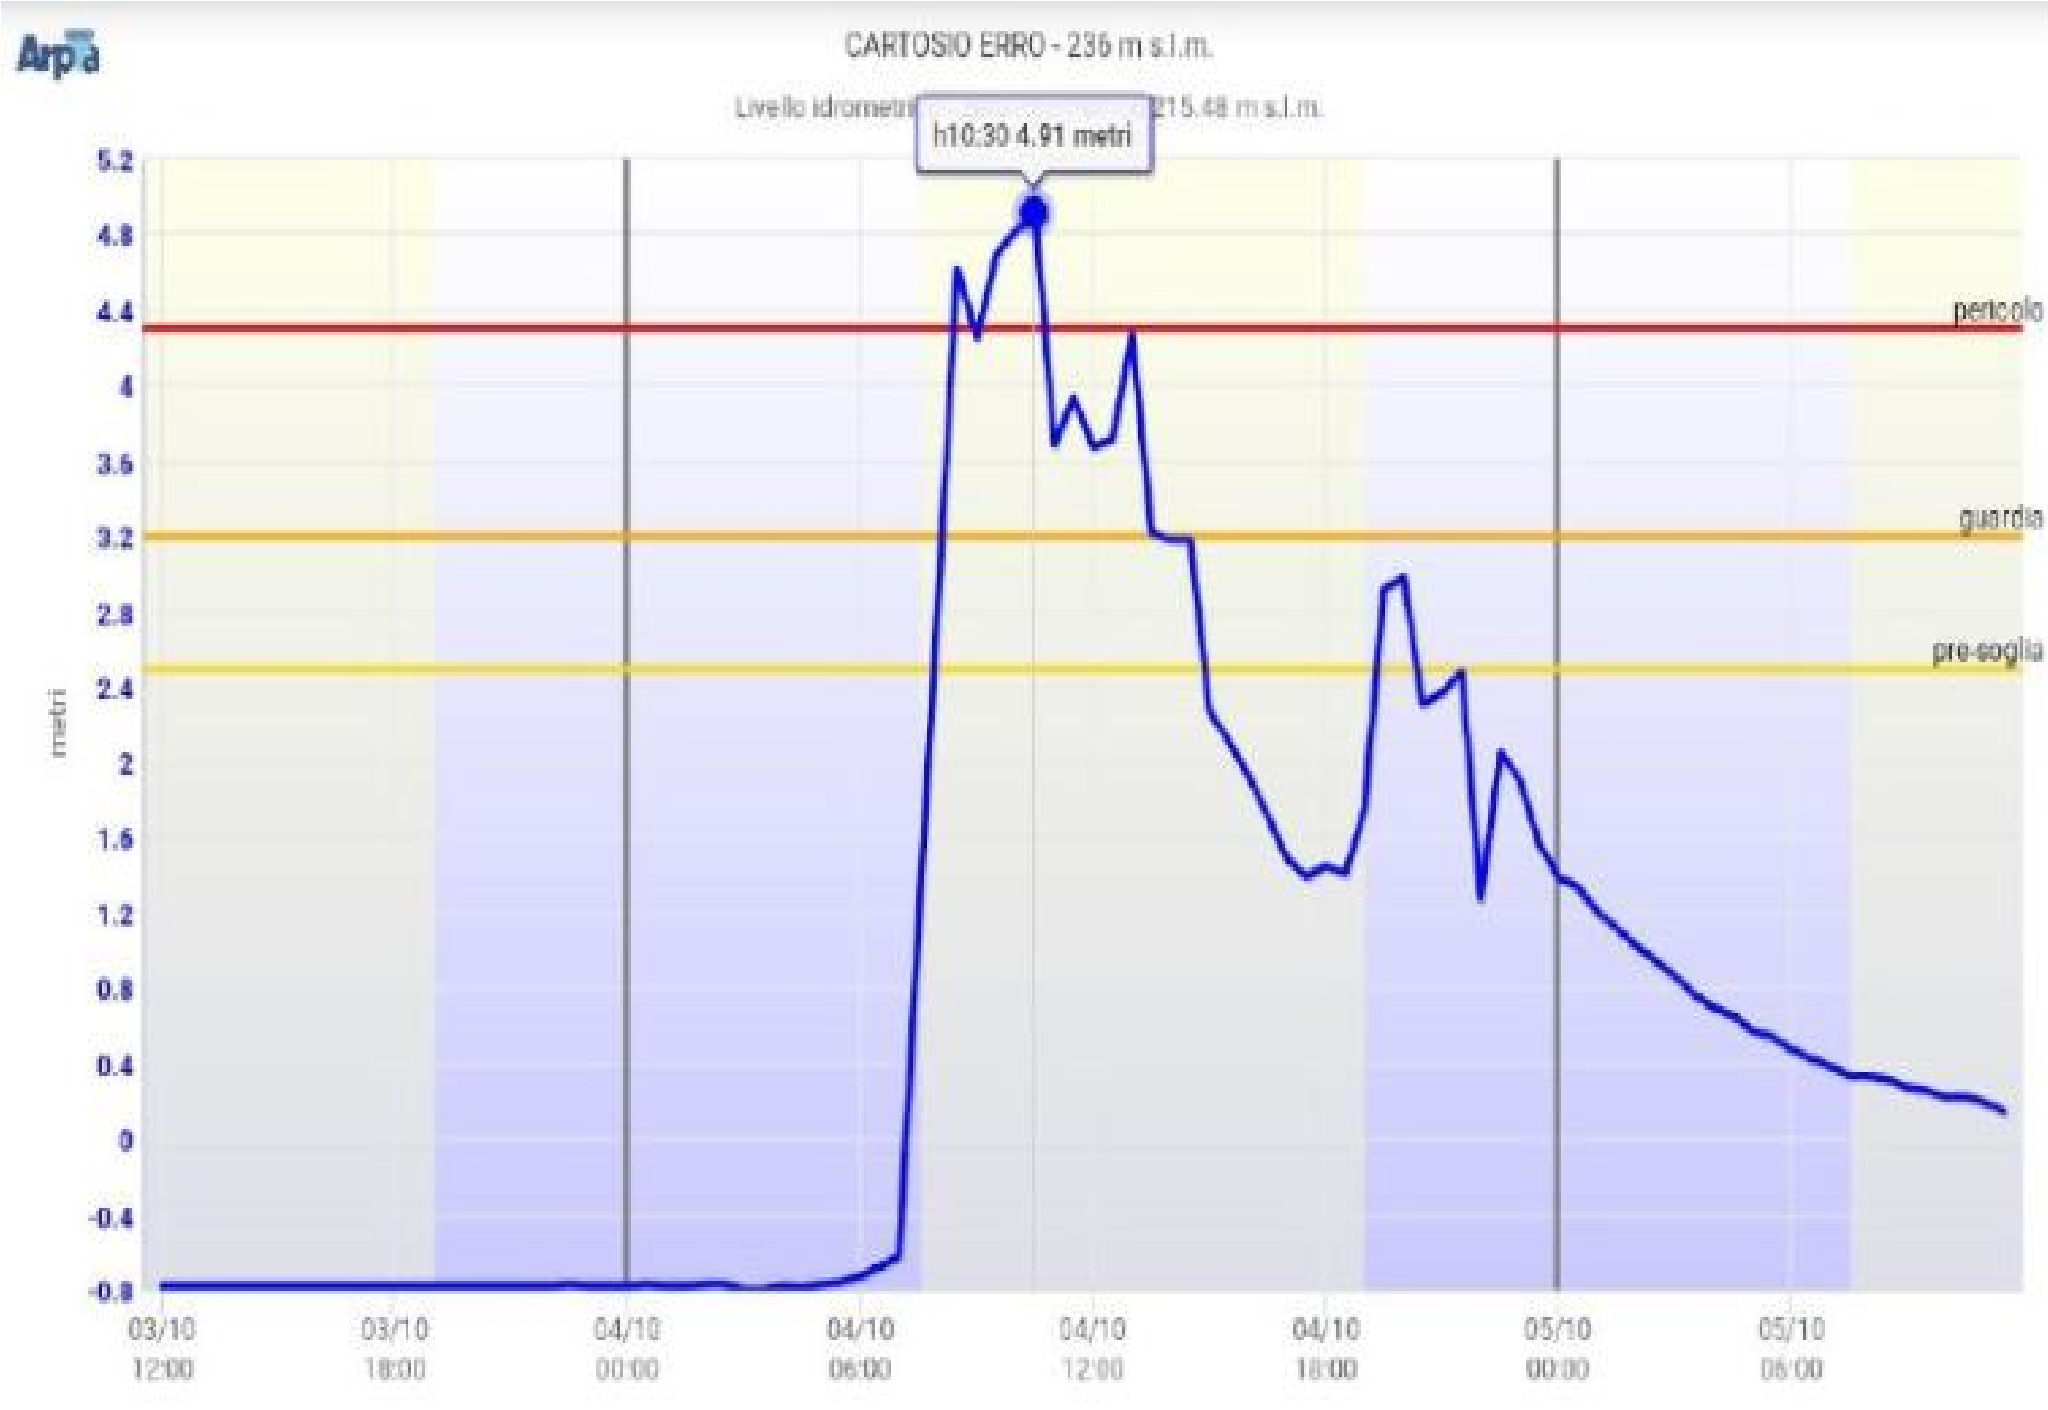 Arpa
CARTOSIO ERRO - 236 m s.l.m.
Livello idrometri 215.48 m s.l.m.
h10:30 4.91 metri
5.2
4.8
4.4
4
3.6
3.2
2.8
2.4
2
1.6
1.2
0.8
0.4
0
-0.4
-0.8
metri
pericolo
guardia
pre-soglia
03/10 03/10 04/10 04/10 04/10 04/10 05/10 05/10
12:00 18:00 00:00 06:00 12:00 18:00 00:00 06:00